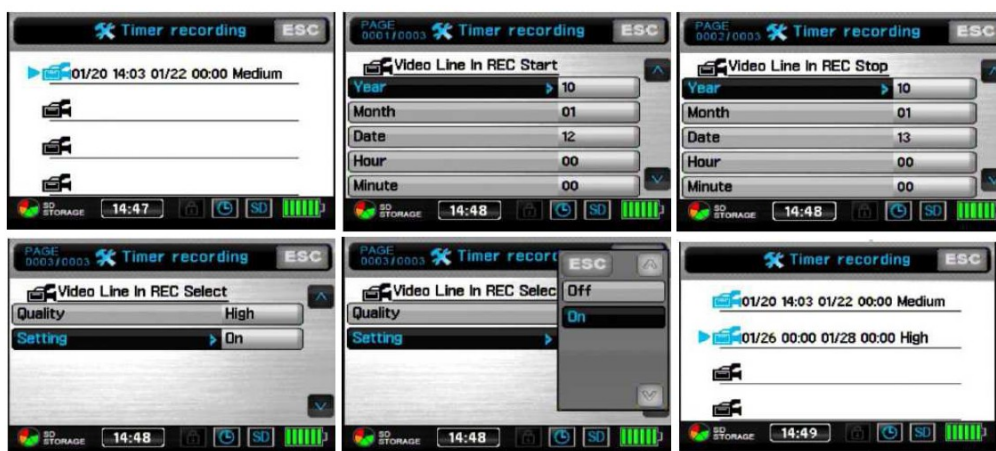 Timer recording ESC
01/20 14:03 01/22 00:00 Medium
SD STORAGE 14:47 SD
PAGE 0001/0003 Timer recording ESC
Video Line In REC Start
Year > 10
Month 01
Date 12
Hour 00
Minute 00
SD STORAGE 14:48 SD
PAGE 0002/0003 Timer recording ESC
Video Line In REC Stop
Year > 10
Month 01
Date 13
Hour 00
Minute 00
SD STORAGE 14:48 SD
PAGE 0003/0003 Timer recording ESC
Video Line In REC Select
Quality High
Setting > On
SD STORAGE 14:48 SD
PAGE 0003/0003 Timer record ESC
Video Line In REC Selec Off
Quality On
Setting >
SD STORAGE 14:48 SD
Timer recording ESC
01/20 14:03 01/22 00:00 Medium
01/26 00:00 01/28 00:00 High
SD STORAGE 14:49 SD